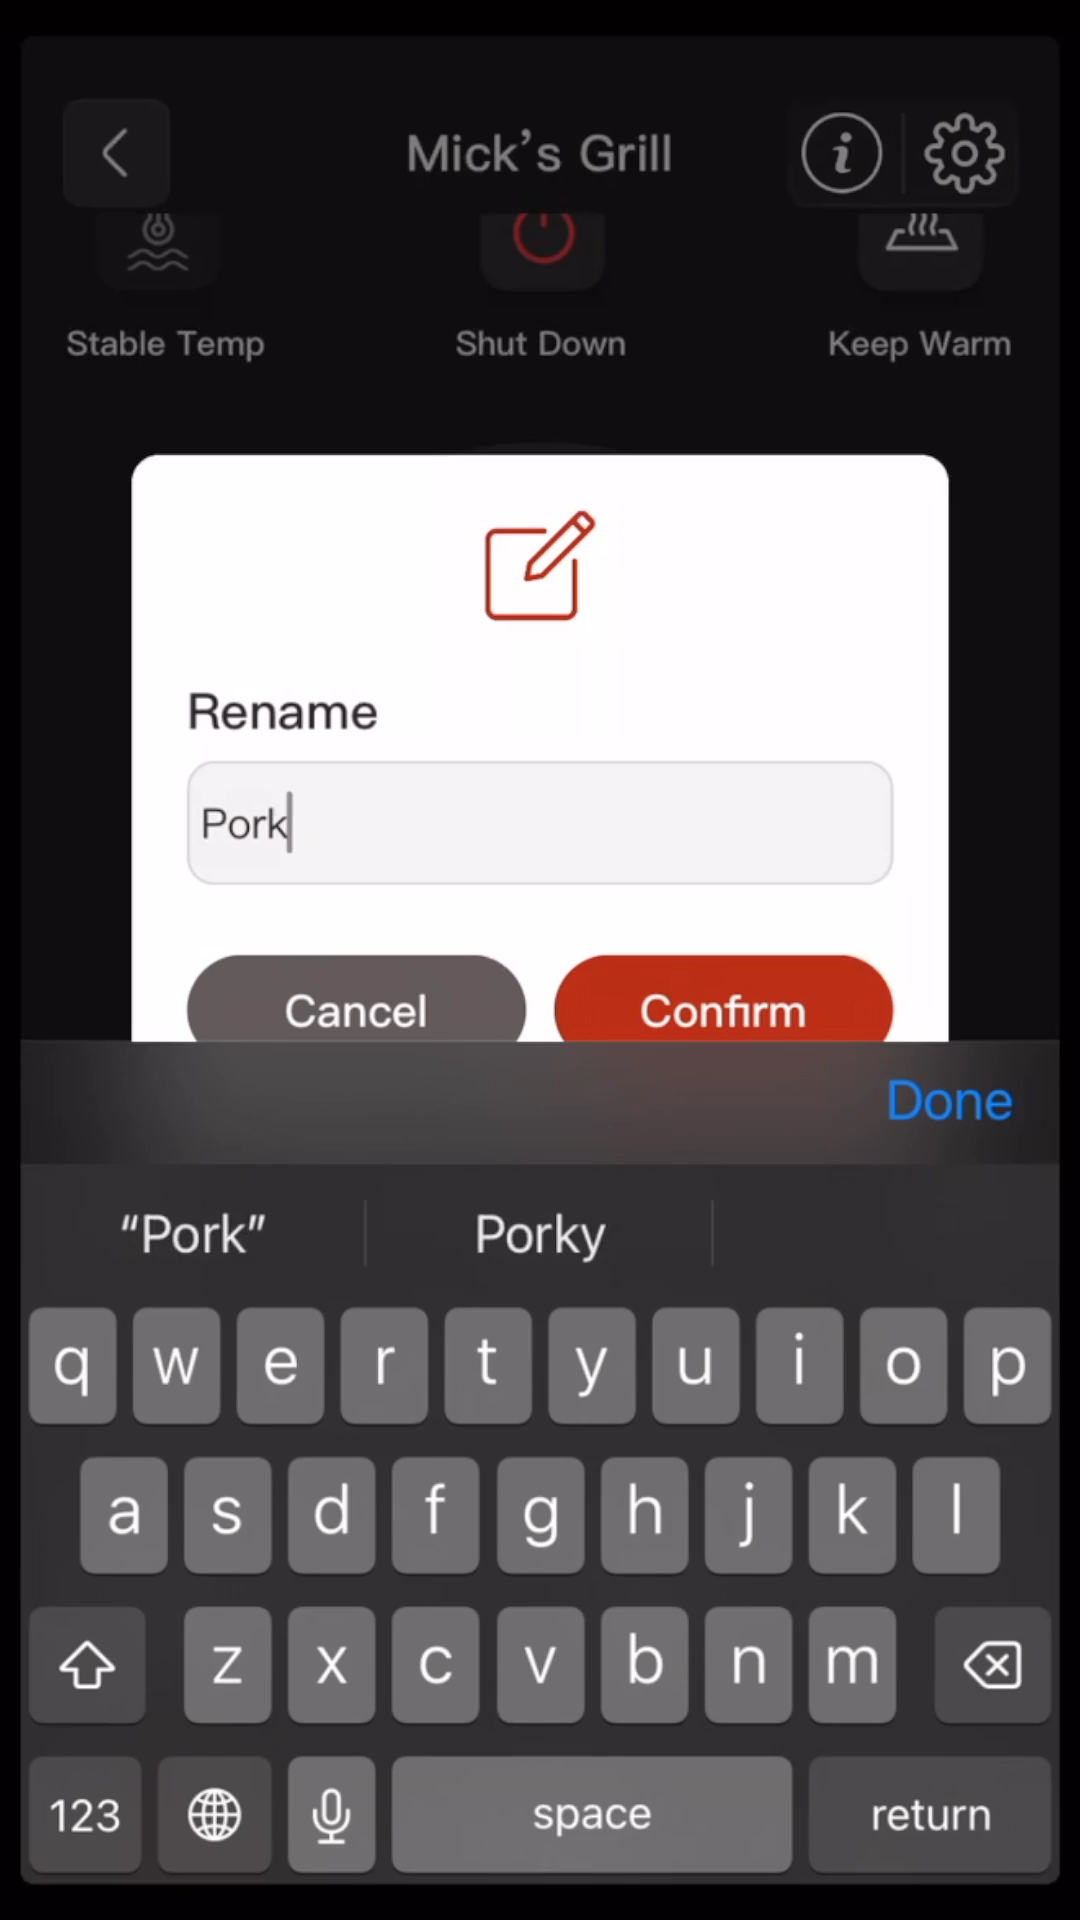 Mick’s Grill
Stable Temp
Shut Down
Keep Warm
Rename
Pork
Cancel
Confirm
Done
“Pork”
Porky
q w e r t y u i o p
a s d f g h j k l
z x c v b n m
123
space
return